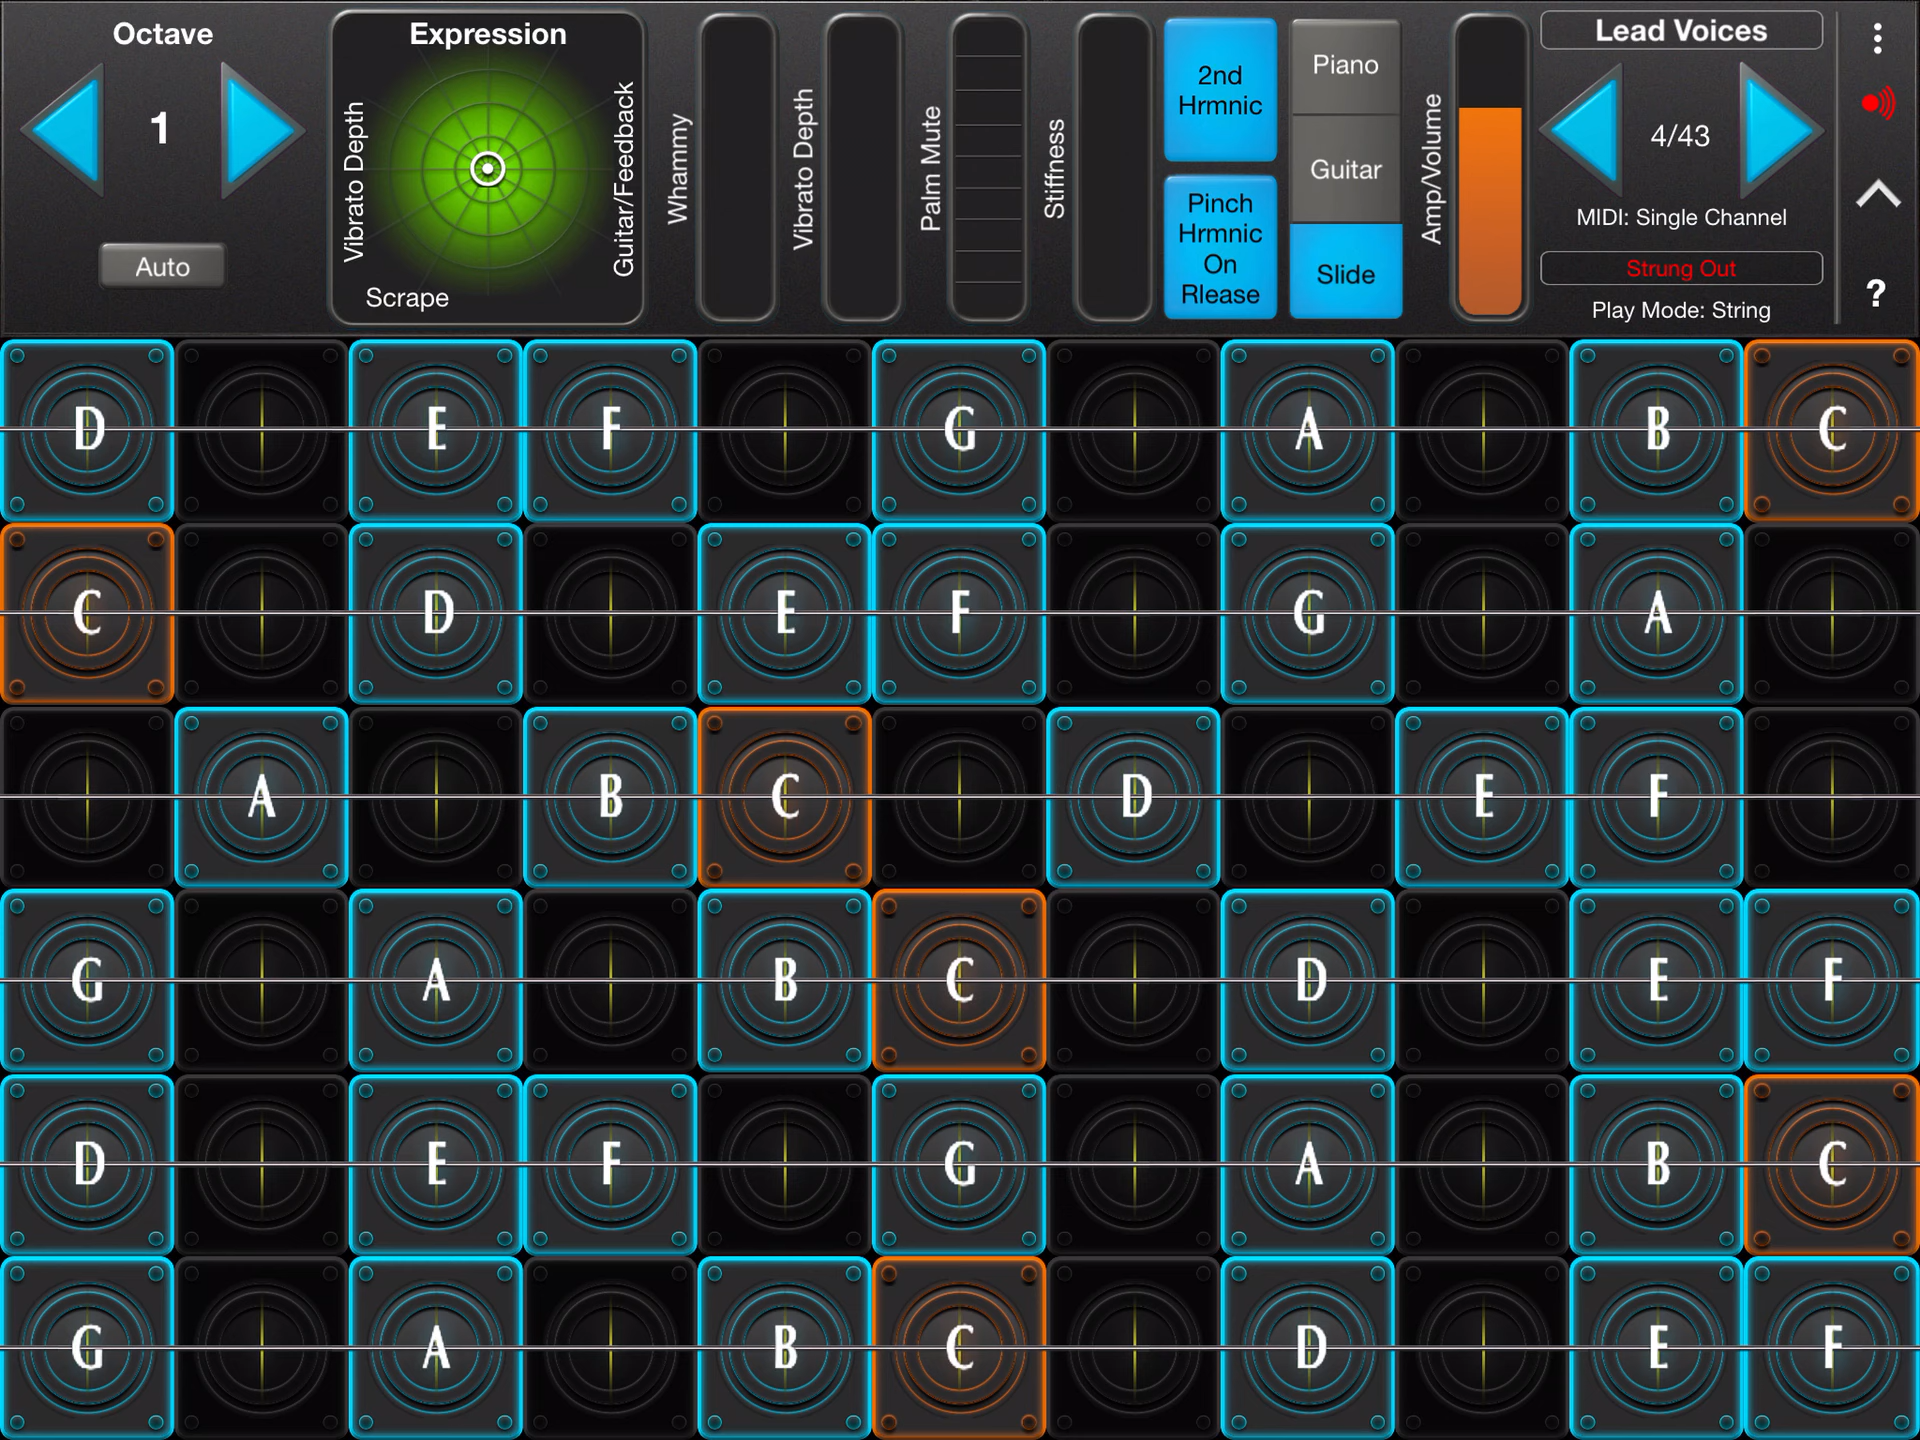 Octave
1
Auto
Expression
Vibrato Depth
Guitar/Feedback
Scrape
Whammy
Vibrato Depth
Palm Mute
Stiffness
2nd
Hrmnic
Pinch
Hrmnic
On
Rlease
Piano
Guitar
Slide
Amp/Volume
Lead Voices
4/43
MIDI: Single Channel
Strung Out
Play Mode: String
?
D E F G A B C
C D E F G A
A B C D E F
G A B C D E F
D E F G A B C
G A B C D E F